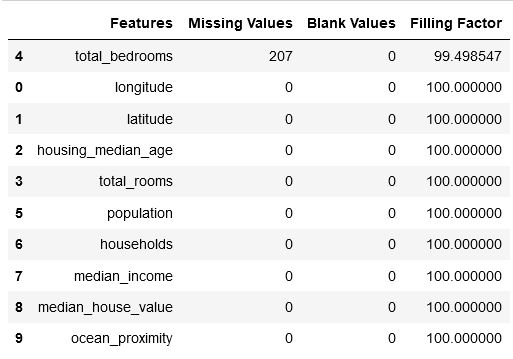 Features Missing Values Blank Values Filling Factor
4 total_bedrooms 207 0 99.498547
0 longitude 0 0 100.000000
1 latitude 0 0 100.000000
2 housing_median_age 0 0 100.000000
3 total_rooms 0 0 100.000000
5 population 0 0 100.000000
6 households 0 0 100.000000
7 median_income 0 0 100.000000
8 median_house_value 0 0 100.000000
9 ocean_proximity 0 0 100.000000